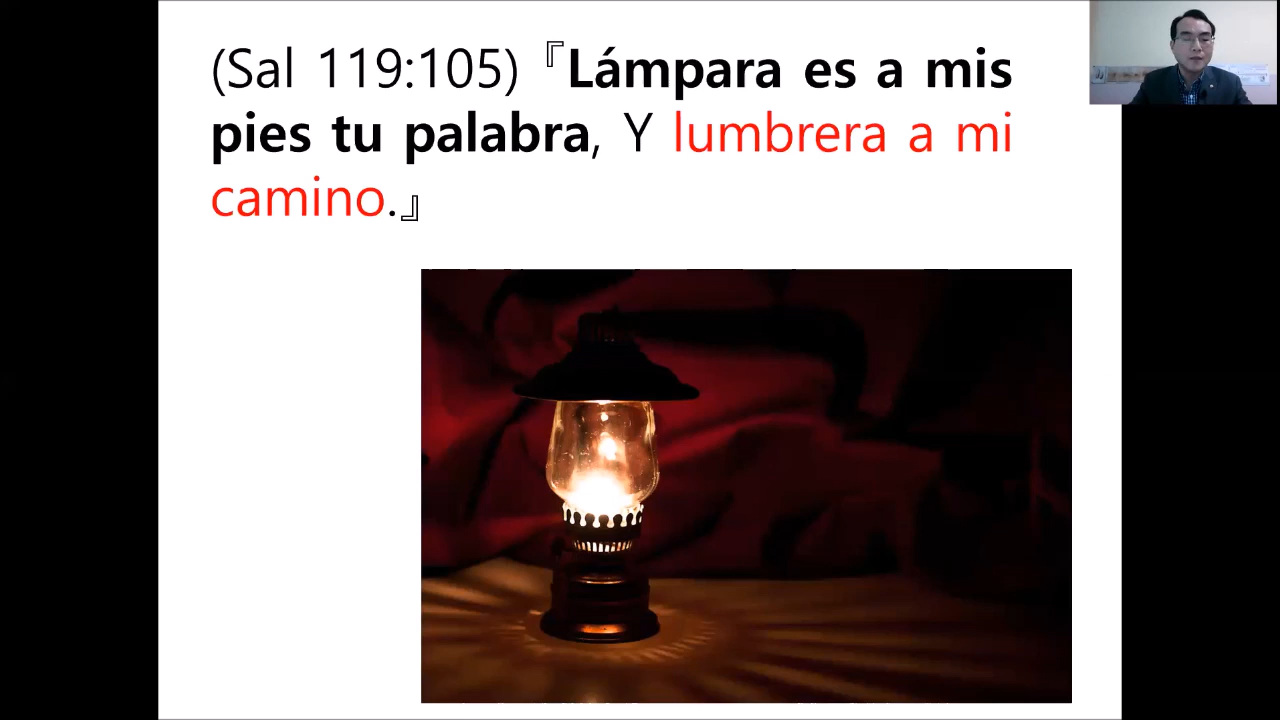 (Sal 119:105)『Lámpara es a mis
pies tu palabra, Y lumbrera a mi
camino.』